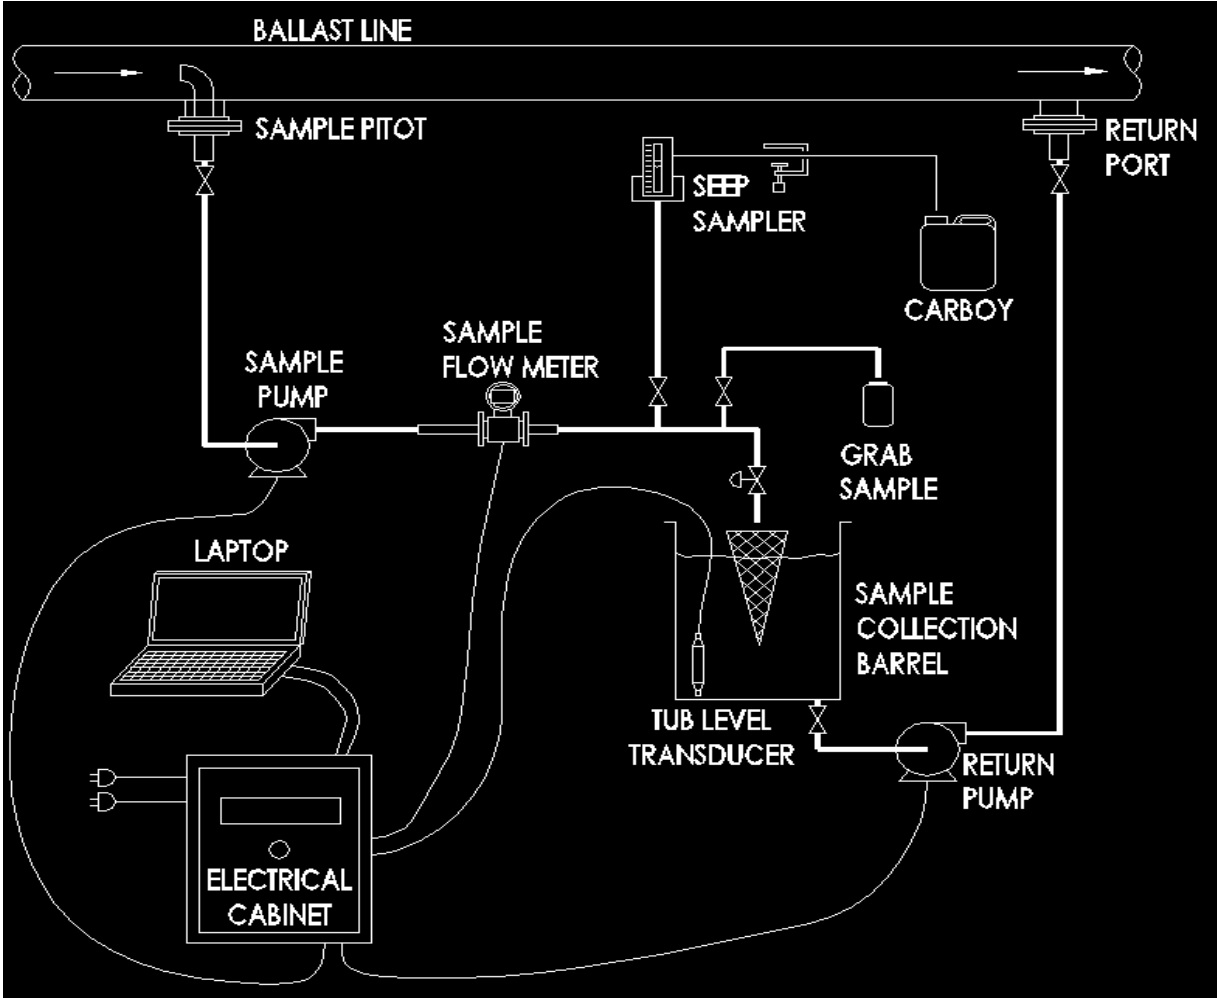 BALLAST LINE
SAMPLE PITOT
RETURN
PORT
SEEP
SAMPLER
CARBOY
SAMPLE
FLOW METER
SAMPLE
PUMP
GRAB
SAMPLE
LAPTOP
SAMPLE
COLLECTION
BARREL
TUB LEVEL
TRANSDUCER
RETURN
PUMP
ELECTRICAL
CABINET